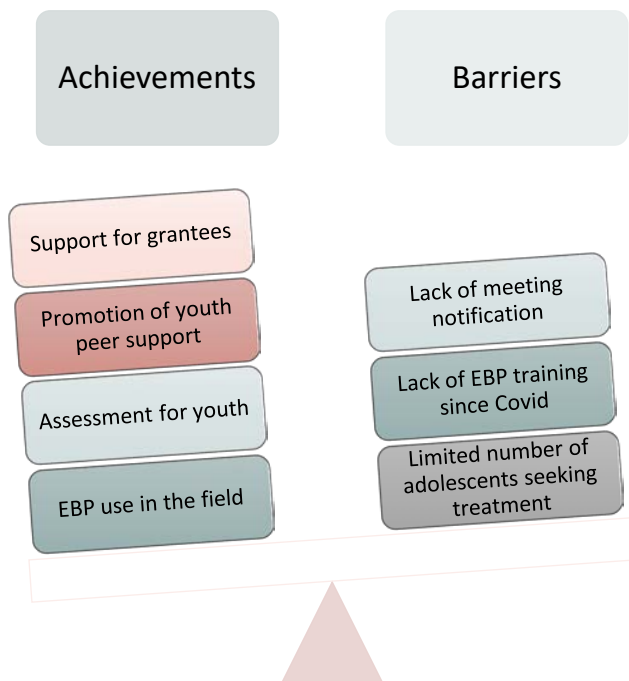 Achievements
Barriers
Support for grantees
Promotion of youth
peer support
Assessment for youth
EBP use in the field
Lack of meeting
notification
Lack of EBP training
since Covid
Limited number of
adolescents seeking
treatment